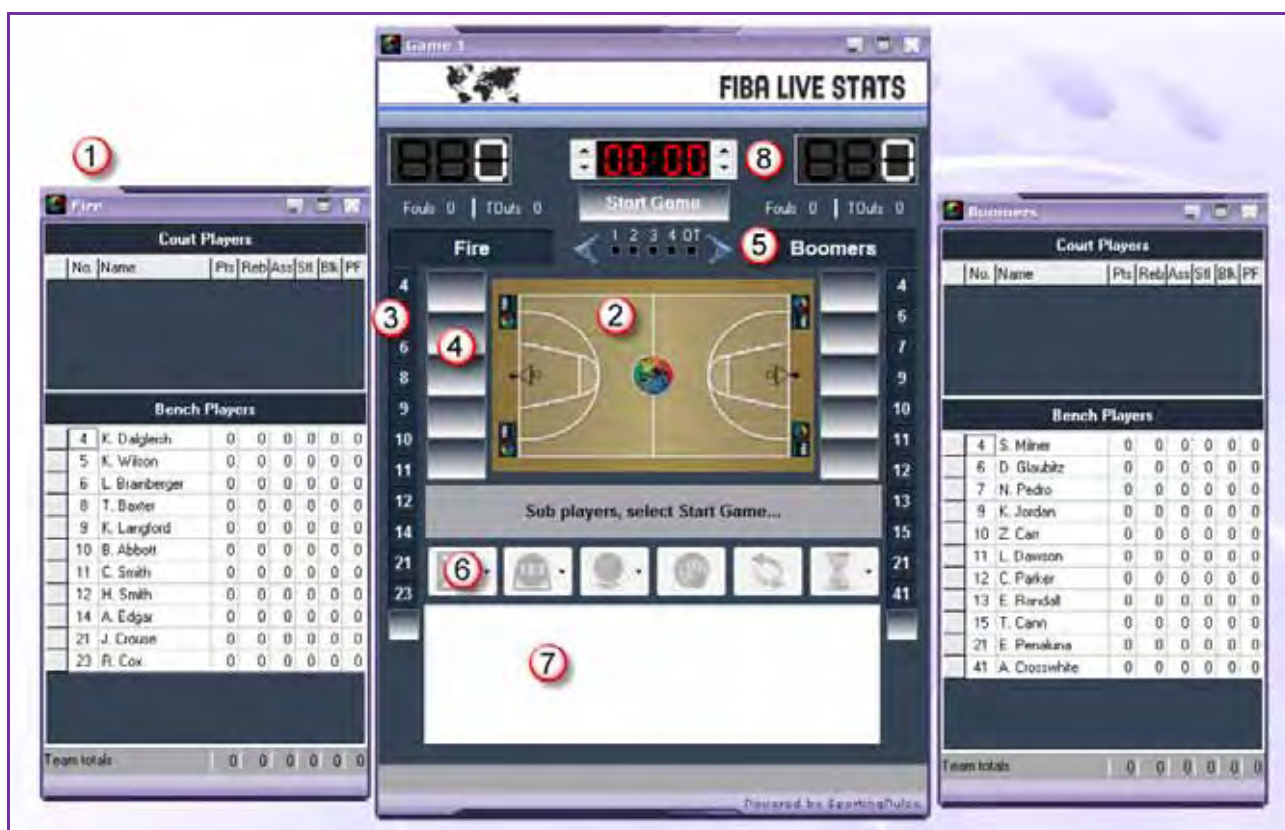 1
Fire
Court Players
No. Name Pts Reb Ass Stl Blk PF
Bench Players
4 K. Dalgleish 0 0 0 0 0 0
5 K. Wilson 0 0 0 0 0 0
6 L. Bramberger 0 0 0 0 0 0
8 T. Baxter 0 0 0 0 0 0
9 K. Langford 0 0 0 0 0 0
10 B. Abbott 0 0 0 0 0 0
11 C. Smith 0 0 0 0 0 0
12 H. Smith 0 0 0 0 0 0
14 A. Edgar 0 0 0 0 0 0
21 J. Crouse 0 0 0 0 0 0
23 R. Cox 0 0 0 0 0 0
Team totals 0 0 0 0 0 0
Game 1
FIBA LIVE STATS
0 00:00 8 0
Fouls 0 | TOuts 0 Start Game Fouls 0 | TOuts 0
1 2 3 4 OT
Fire 5 Boomers
4 4
3 2 6
6 4 7
8 9
9 10
10 11
11 12
12 13
Sub players, select Start Game...
14 15
21 6 21
23 41
7
Powered by SportingPulse
Boomers
Court Players
No. Name Pts Reb Ass Stl Blk PF
Bench Players
4 S. Milner 0 0 0 0 0 0
6 D. Glaubitz 0 0 0 0 0 0
7 N. Pedro 0 0 0 0 0 0
9 K. Jordan 0 0 0 0 0 0
10 Z. Carr 0 0 0 0 0 0
11 L. Dawson 0 0 0 0 0 0
12 C. Parker 0 0 0 0 0 0
13 E. Randall 0 0 0 0 0 0
15 T. Cann 0 0 0 0 0 0
21 E. Penaluna 0 0 0 0 0 0
41 A. Crosswhite 0 0 0 0 0 0
Team totals 0 0 0 0 0 0